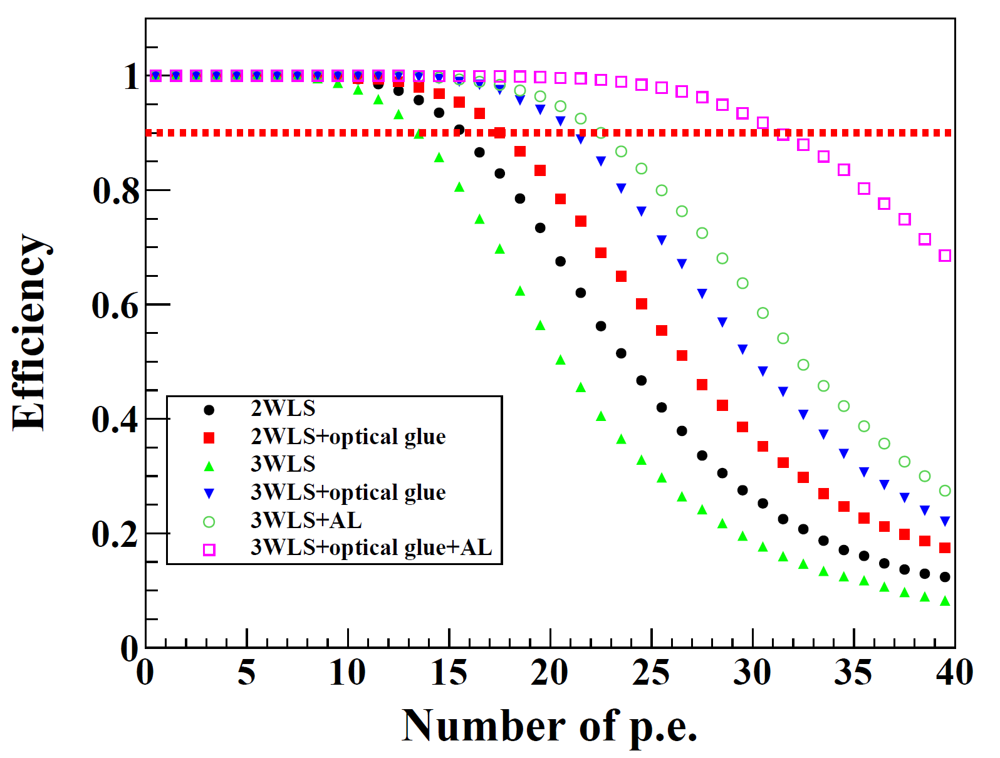 Efficiency
1
0.8
0.6
0.4
0.2
0
2WLS
2WLS+optical glue
3WLS
3WLS+optical glue
3WLS+AL
3WLS+optical glue+AL
0 5 10 15 20 25 30 35 40
Number of p.e.